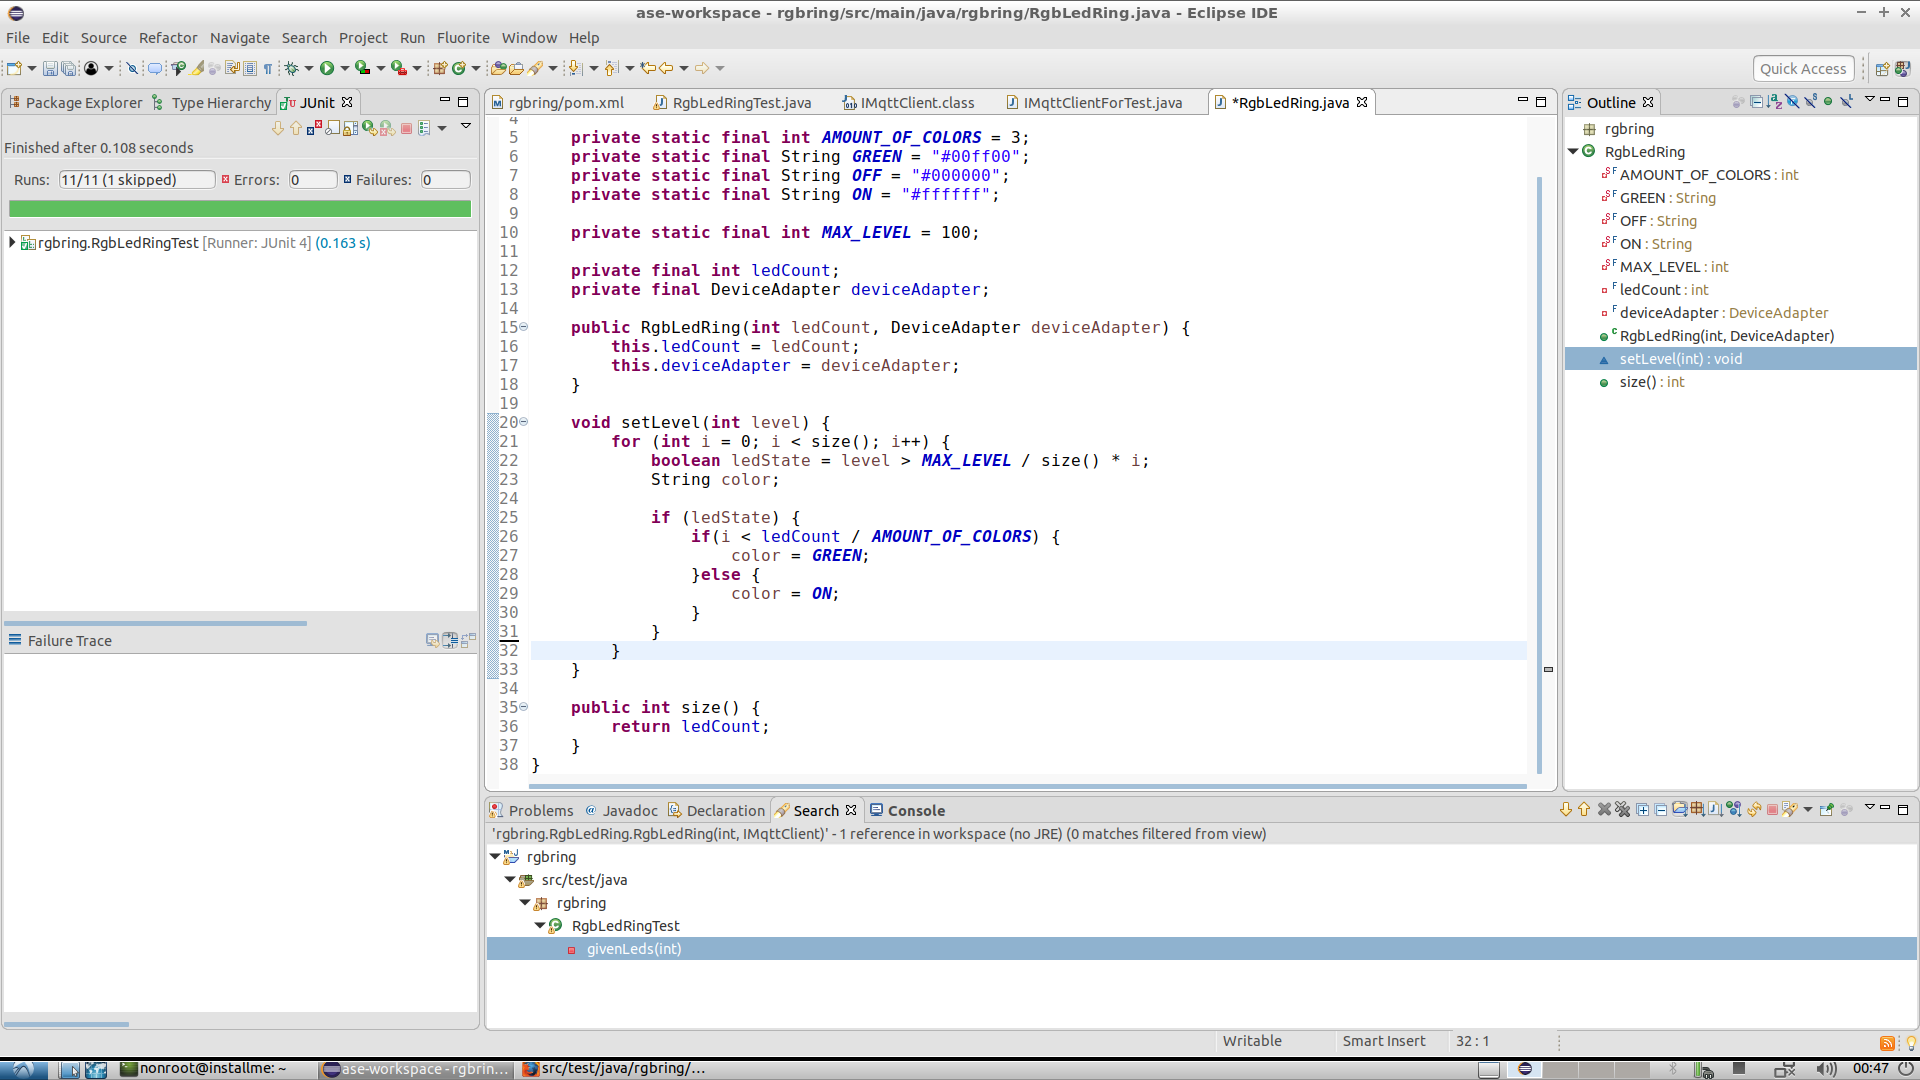 ase-workspace - rgbring/src/main/java/rgbring/RgbLedRing.java - Eclipse IDE
File Edit Source Refactor Navigate Search Project Run Fluorite Window Help
Quick Access
Package Explorer Type Hierarchy JUnit
Finished after 0.108 seconds
Runs: 11/11 (1 skipped) Errors: 0 Failures: 0
rgbring.RgbLedRingTest [Runner: JUnit 4] (0.163 s)
Failure Trace
rgbring/pom.xml RgbLedRingTest.java IMqttClient.class IMqttClientForTest.java *RgbLedRing.java
4
5 private static final int AMOUNT_OF_COLORS = 3;
6 private static final String GREEN = "#00ff00";
7 private static final String OFF = "#000000";
8 private static final String ON = "#ffffff";
9
10 private static final int MAX_LEVEL = 100;
11
12 private final int ledCount;
13 private final DeviceAdapter deviceAdapter;
14
15 public RgbLedRing(int ledCount, DeviceAdapter deviceAdapter) {
16 this.ledCount = ledCount;
17 this.deviceAdapter = deviceAdapter;
18 }
19
20 void setLevel(int level) {
21 for (int i = 0; i < size(); i++) {
22 boolean ledState = level > MAX_LEVEL / size() * i;
23 String color;
24
25 if (ledState) {
26 if(i < ledCount / AMOUNT_OF_COLORS) {
27 color = GREEN;
28 }else {
29 color = ON;
30 }
31 }
32 }
33 }
34
35 public int size() {
36 return ledCount;
37 }
38 }
Outline
rgbring
RgbLedRing
AMOUNT_OF_COLORS : int
GREEN : String
OFF : String
ON : String
MAX_LEVEL : int
ledCount : int
deviceAdapter : DeviceAdapter
RgbLedRing(int, DeviceAdapter)
setLevel(int) : void
size() : int
Problems Javadoc Declaration Search Console
'rgbring.RgbLedRing.RgbLedRing(int, IMqttClient)' - 1 reference in workspace (no JRE) (0 matches filtered from view)
rgbring
src/test/java
rgbring
RgbLedRingTest
givenLeds(int)
Writable Smart Insert 32 : 1
nonroot@installme: ~ ase-workspace - rgbrin... src/test/java/rgbring/... 00:47